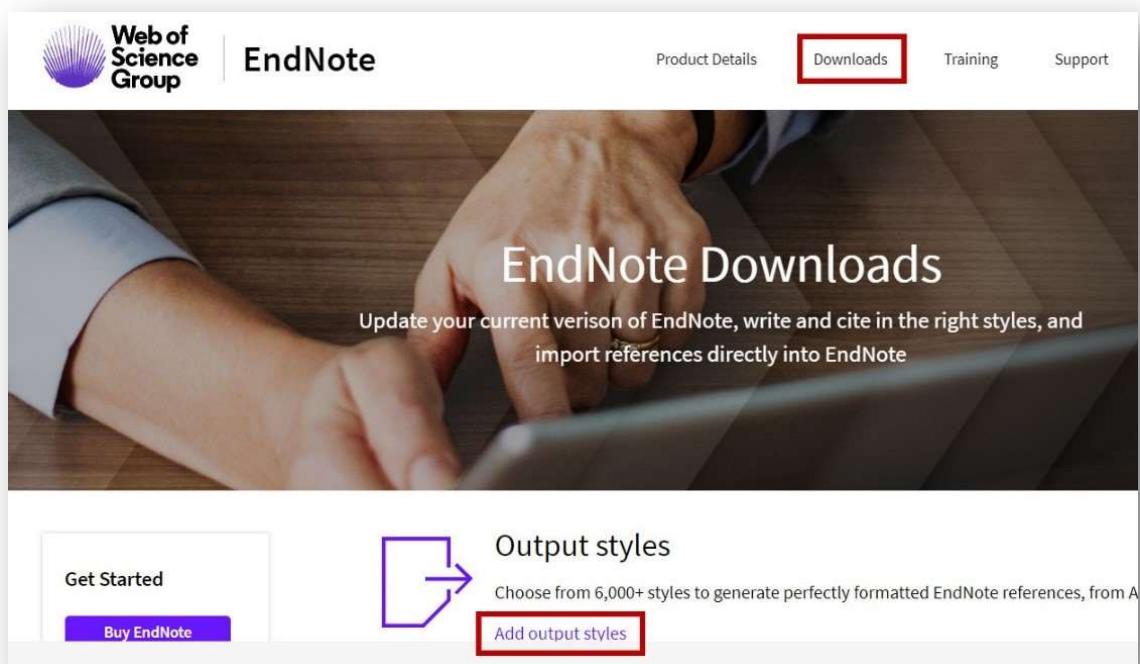 Web of
Science
Group
EndNote
Product Details
Downloads
Training
Support
EndNote Downloads
Update your current verison of EndNote, write and cite in the right styles, and
import references directly into EndNote
Get Started
Buy EndNote
Output styles
Choose from 6,000+ styles to generate perfectly formatted EndNote references, from A
Add output styles